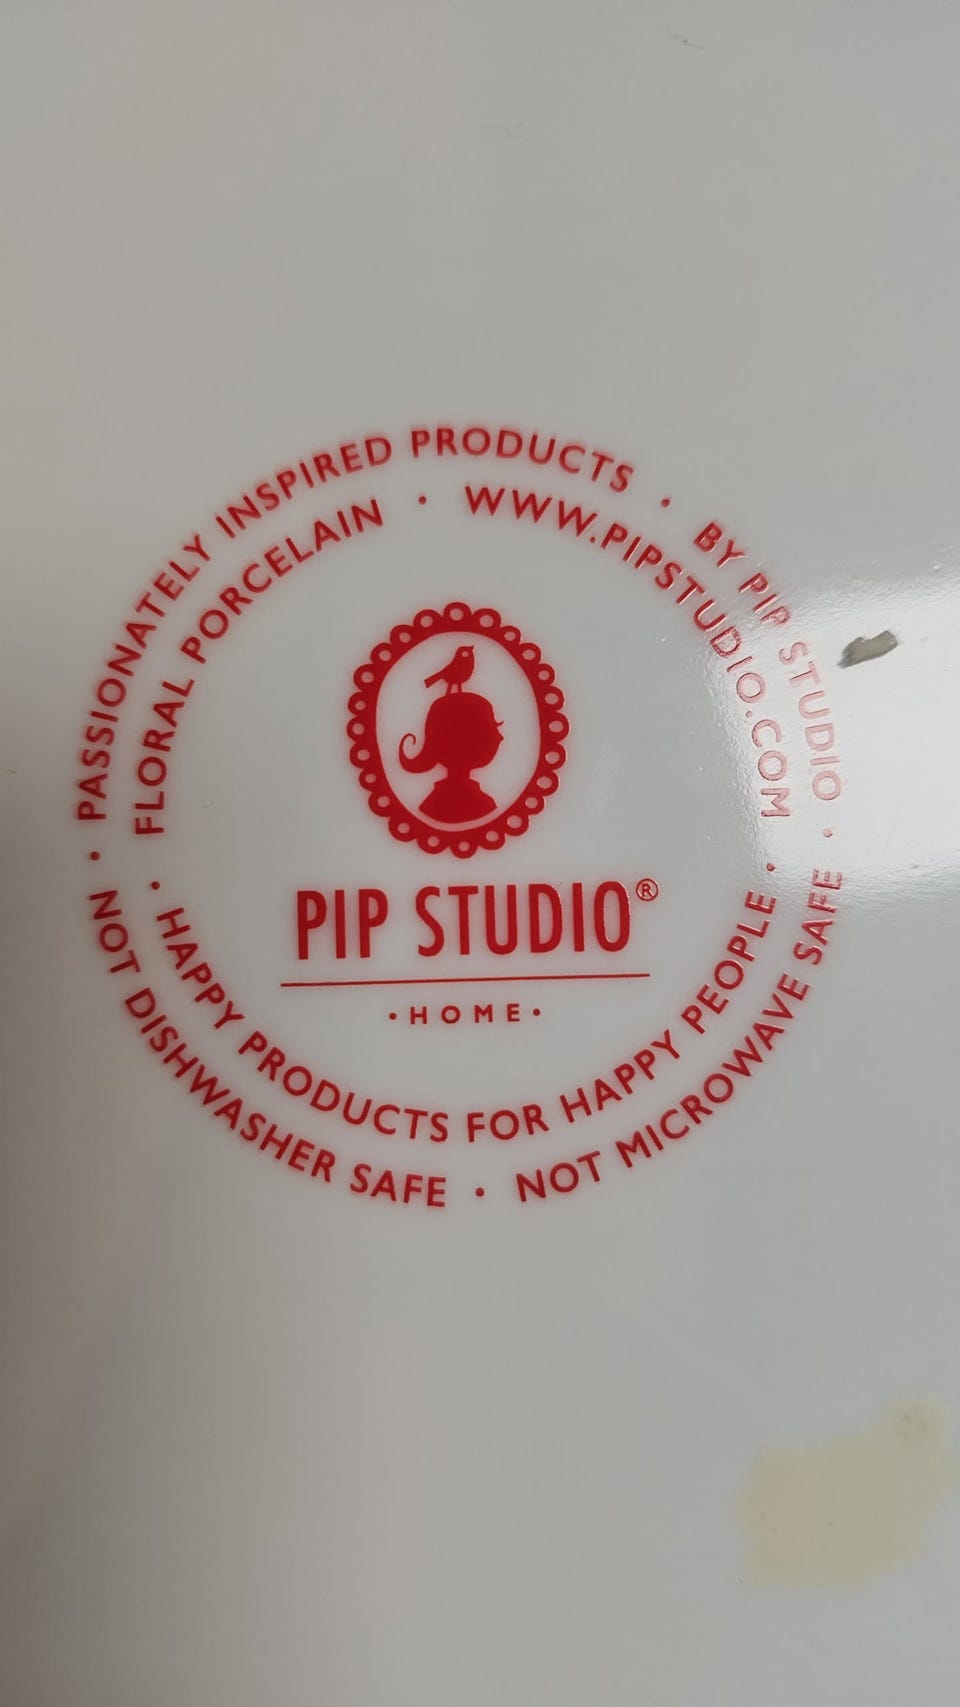 PASSIONATELY INSPIRED PRODUCTS · BY PIP STUDIO ·
FLORAL PORCELAIN · WWW.PIPSTUDIO.COM ·
PIP STUDIO®
·HOME·
HAPPY PRODUCTS FOR HAPPY PEOPLE ·
NOT DISHWASHER SAFE · NOT MICROWAVE SAFE ·